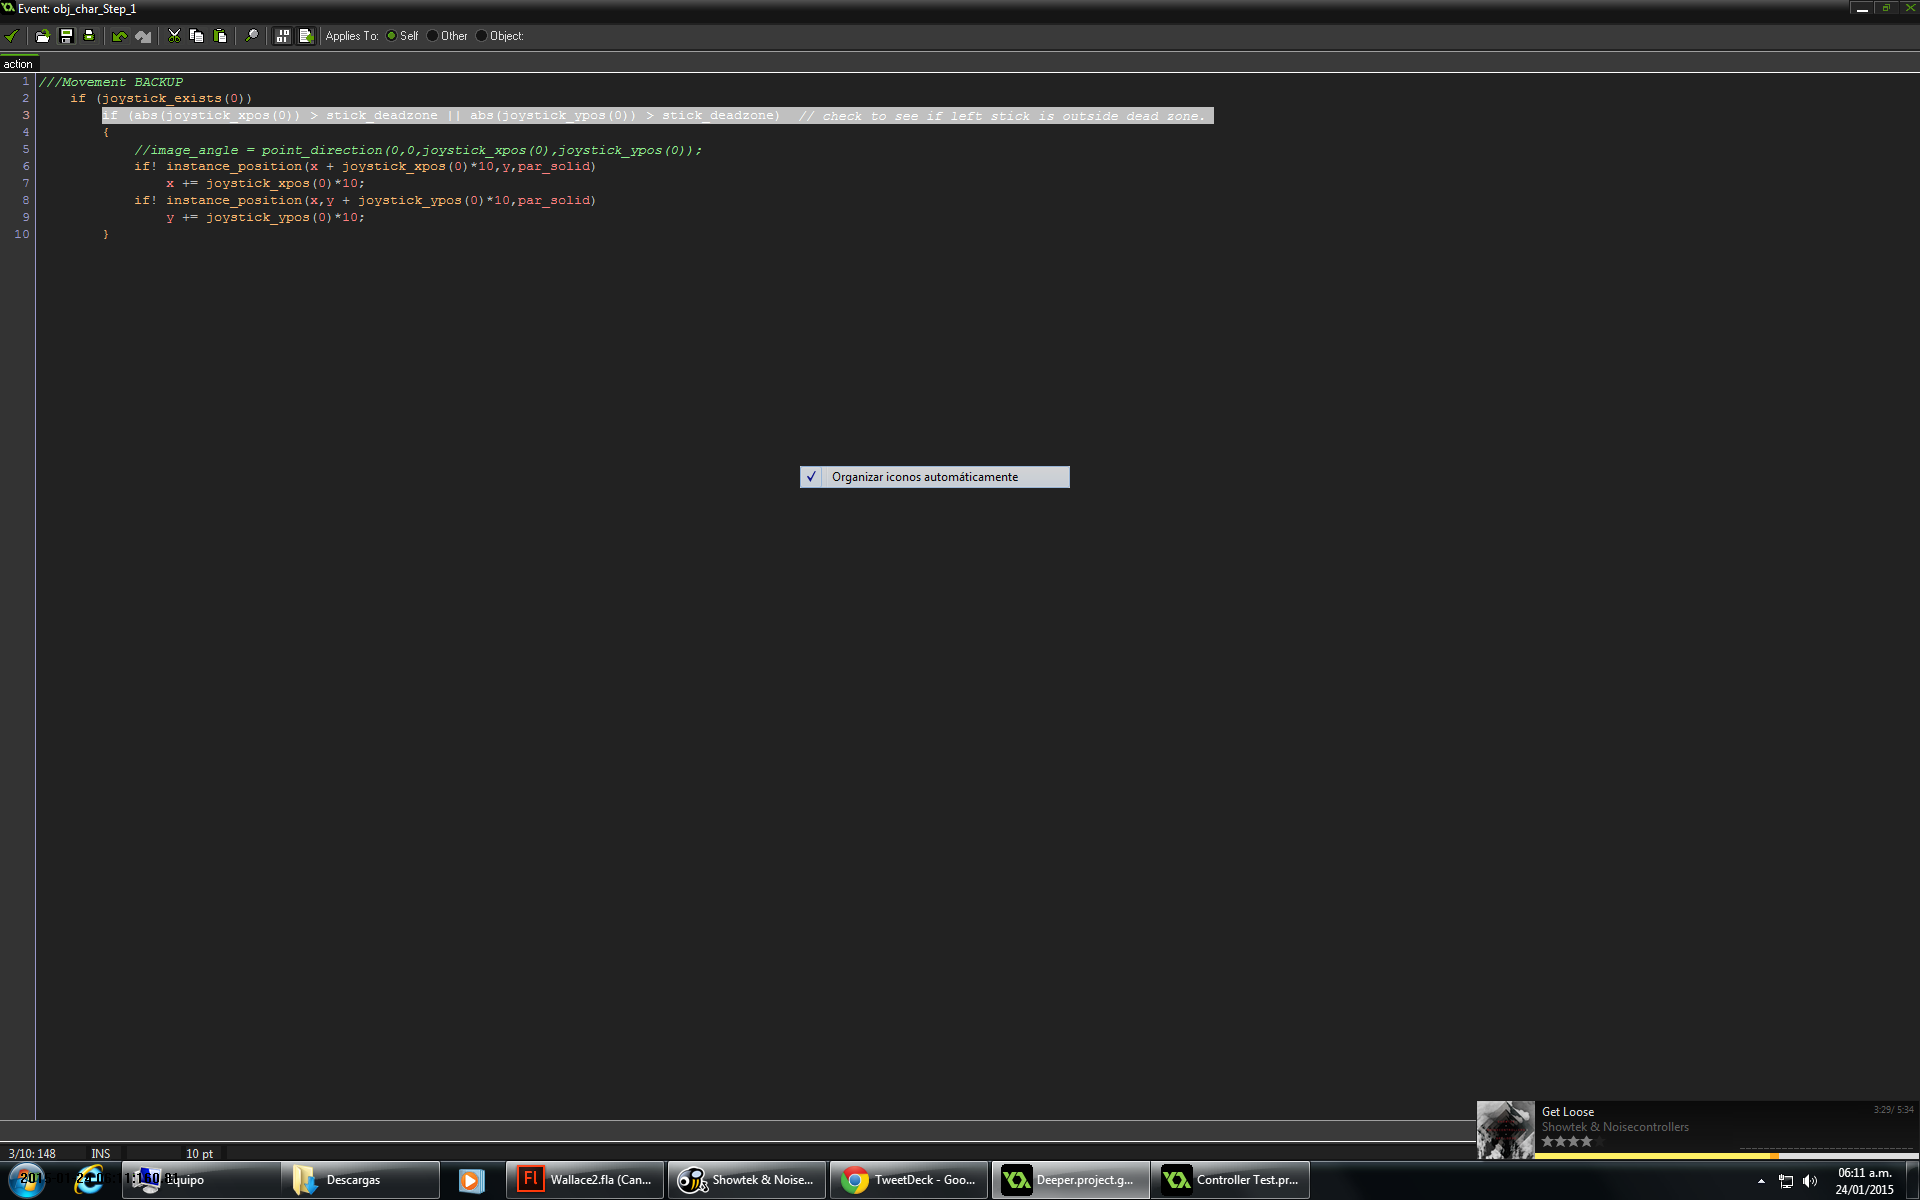 Event: obj_char_Step_1
Applies To: Self Other Object:
action
1 ///Movement BACKUP
2 if (joystick_exists(0))
3 if (abs(joystick_xpos(0)) > stick_deadzone || abs(joystick_ypos(0)) > stick_deadzone) // check to see if left stick is outside dead zone.
4 {
5 //image_angle = point_direction(0,0,joystick_xpos(0),joystick_ypos(0));
6 if! instance_position(x + joystick_xpos(0)*10,y,par_solid)
7 x += joystick_xpos(0)*10;
8 if! instance_position(x,y + joystick_ypos(0)*10,par_solid)
9 y += joystick_ypos(0)*10;
10 }
✓ Organizar iconos automáticamente
Get Loose 3:29/ 5:34
Showtek & Noisecontrollers
3/10: 148 INS 10 pt
Equipo Descargas Wallace2.fla (Can... Showtek & Noise... TweetDeck - Goo... Deeper.project.g... Controller Test.pr...
06:11 a.m.
24/01/2015